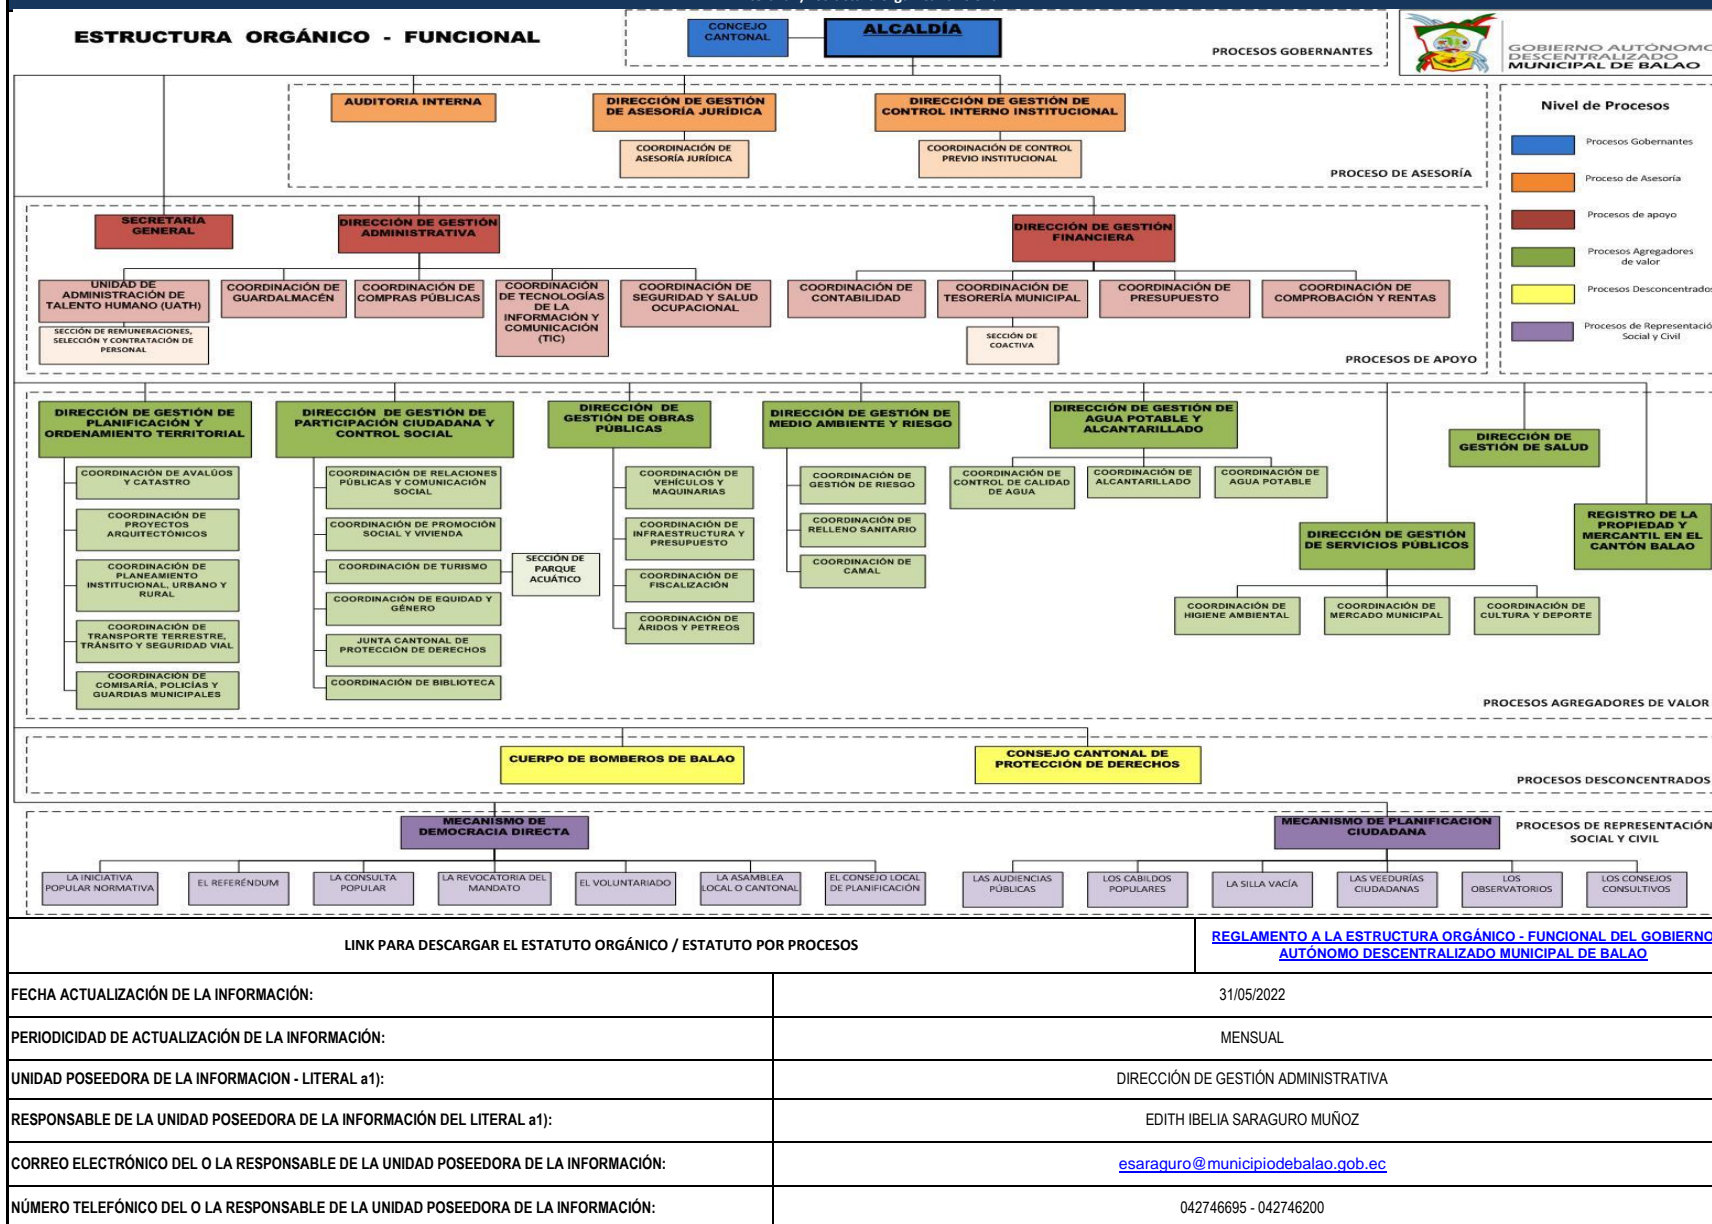 ESTRUCTURA ORGÁNICO - FUNCIONAL
CONCEJO
CANTONAL
ALCALDÍA
PROCESOS GOBERNANTES
GOBIERNO AUTÓNOMO
DESCENTRALIZADO
MUNICIPAL DE BALAO
AUDITORIA INTERNA
DIRECCIÓN DE GESTIÓN
DE ASESORÍA JURÍDICA
DIRECCIÓN DE GESTIÓN DE
CONTROL INTERNO INSTITUCIONAL
COORDINACIÓN DE
ASESORÍA JURÍDICA
COORDINACIÓN DE CONTROL
PREVIO INSTITUCIONAL
PROCESO DE ASESORÍA
Nivel de Procesos
Procesos Gobernantes
Proceso de Asesoría
Procesos de apoyo
Procesos Agregadores
de valor
Procesos Desconcentrados
Procesos de Representació
Social y Civil
SECRETARÍA
GENERAL
DIRECCIÓN DE GESTIÓN
ADMINISTRATIVA
DIRECCIÓN DE GESTIÓN
FINANCIERA
UNIDAD DE
ADMINISTRACIÓN DE
TALENTO HUMANO (UATH)
SECCIÓN DE REMUNERACIONES,
SELECCIÓN Y CONTRATACIÓN DE
PERSONAL
COORDINACIÓN DE
GUARDALMACÉN
COORDINACIÓN DE
COMPRAS PÚBLICAS
COORDINACIÓN
DE TECNOLOGÍAS
DE LA
INFORMACIÓN Y
COMUNICACIÓN
(TIC)
COORDINACIÓN DE
SEGURIDAD Y SALUD
OCUPACIONAL
COORDINACIÓN DE
CONTABILIDAD
COORDINACIÓN DE
TESORERÍA MUNICIPAL
SECCIÓN DE
COACTIVA
COORDINACIÓN DE
PRESUPUESTO
COORDINACIÓN DE
COMPROBACIÓN Y RENTAS
PROCESOS DE APOYO
DIRECCIÓN DE GESTIÓN DE
PLANIFICACIÓN Y
ORDENAMIENTO TERRITORIAL
COORDINACIÓN DE AVALÚOS
Y CATASTRO
COORDINACIÓN DE
PROYECTOS
ARQUITECTÓNICOS
COORDINACIÓN DE
PLANEAMIENTO
INSTITUCIONAL, URBANO Y
RURAL
COORDINACIÓN DE
TRANSPORTE TERRESTRE,
TRÁNSITO Y SEGURIDAD VIAL
COORDINACIÓN DE
COMISARÍA, POLICÍAS Y
GUARDIAS MUNICIPALES
DIRECCIÓN DE GESTIÓN DE
PARTICIPACIÓN CIUDADANA Y
CONTROL SOCIAL
COORDINACIÓN DE RELACIONES
PÚBLICAS Y COMUNICACIÓN
SOCIAL
COORDINACIÓN DE PROMOCIÓN
SOCIAL Y VIVIENDA
COORDINACIÓN DE TURISMO
SECCIÓN DE
PARQUE
ACUÁTICO
COORDINACIÓN DE EQUIDAD Y
GÉNERO
JUNTA CANTONAL DE
PROTECCIÓN DE DERECHOS
COORDINACIÓN DE BIBLIOTECA
DIRECCIÓN DE
GESTIÓN DE OBRAS
PÚBLICAS
COORDINACIÓN DE
VEHÍCULOS Y
MAQUINARIAS
COORDINACIÓN DE
INFRAESTRUCTURA Y
PRESUPUESTO
COORDINACIÓN DE
FISCALIZACIÓN
COORDINACIÓN DE
ÁRIDOS Y PETREOS
DIRECCIÓN DE GESTIÓN DE
MEDIO AMBIENTE Y RIESGO
COORDINACIÓN DE
GESTIÓN DE RIESGO
COORDINACIÓN DE
RELLENO SANITARIO
COORDINACIÓN DE
CAMAL
DIRECCIÓN DE GESTIÓN DE
AGUA POTABLE Y
ALCANTARILLADO
COORDINACIÓN DE
CONTROL DE CALIDAD
DE AGUA
COORDINACIÓN DE
ALCANTARILLADO
COORDINACIÓN DE
AGUA POTABLE
DIRECCIÓN DE GESTIÓN
DE SERVICIOS PÚBLICOS
COORDINACIÓN DE
HIGIENE AMBIENTAL
COORDINACIÓN DE
MERCADO MUNICIPAL
COORDINACIÓN DE
CULTURA Y DEPORTE
DIRECCIÓN DE
GESTIÓN DE SALUD
REGISTRO DE LA
PROPIEDAD Y
MERCANTIL EN EL
CANTÓN BALAO
PROCESOS AGREGADORES DE VALOR
CUERPO DE BOMBEROS DE BALAO
CONSEJO CANTONAL DE
PROTECCIÓN DE DERECHOS
PROCESOS DESCONCENTRADOS
MECANISMO DE
DEMOCRACIA DIRECTA
MECANISMO DE PLANIFICACIÓN
CIUDADANA
PROCESOS DE REPRESENTACIÓN
SOCIAL Y CIVIL
LA INICIATIVA
POPULAR NORMATIVA
EL REFERÉNDUM
LA CONSULTA
POPULAR
LA REVOCATORIA DEL
MANDATO
EL VOLUNTARIADO
LA ASAMBLEA
LOCAL O CANTONAL
EL CONSEJO LOCAL
DE PLANIFICACIÓN
LAS AUDIENCIAS
PÚBLICAS
LOS CABILDOS
POPULARES
LA SILLA VACÍA
LAS VEEDURÍAS
CIUDADANAS
LOS
OBSERVATORIOS
LOS CONSEJOS
CONSULTIVOS
LINK PARA DESCARGAR EL ESTATUTO ORGÁNICO / ESTATUTO POR PROCESOS
REGLAMENTO A LA ESTRUCTURA ORGÁNICO - FUNCIONAL DEL GOBIERNO
AUTÓNOMO DESCENTRALIZADO MUNICIPAL DE BALAO
FECHA ACTUALIZACIÓN DE LA INFORMACIÓN:
31/05/2022
PERIODICIDAD DE ACTUALIZACIÓN DE LA INFORMACIÓN:
MENSUAL
UNIDAD POSEEDORA DE LA INFORMACION - LITERAL a1):
DIRECCIÓN DE GESTIÓN ADMINISTRATIVA
RESPONSABLE DE LA UNIDAD POSEEDORA DE LA INFORMACIÓN DEL LITERAL a1):
EDITH IBELIA SARAGURO MUÑOZ
CORREO ELECTRÓNICO DEL O LA RESPONSABLE DE LA UNIDAD POSEEDORA DE LA INFORMACIÓN:
esaraguro@municipiodebalao.gob.ec
NÚMERO TELEFÓNICO DEL O LA RESPONSABLE DE LA UNIDAD POSEEDORA DE LA INFORMACIÓN:
042746695 - 042746200